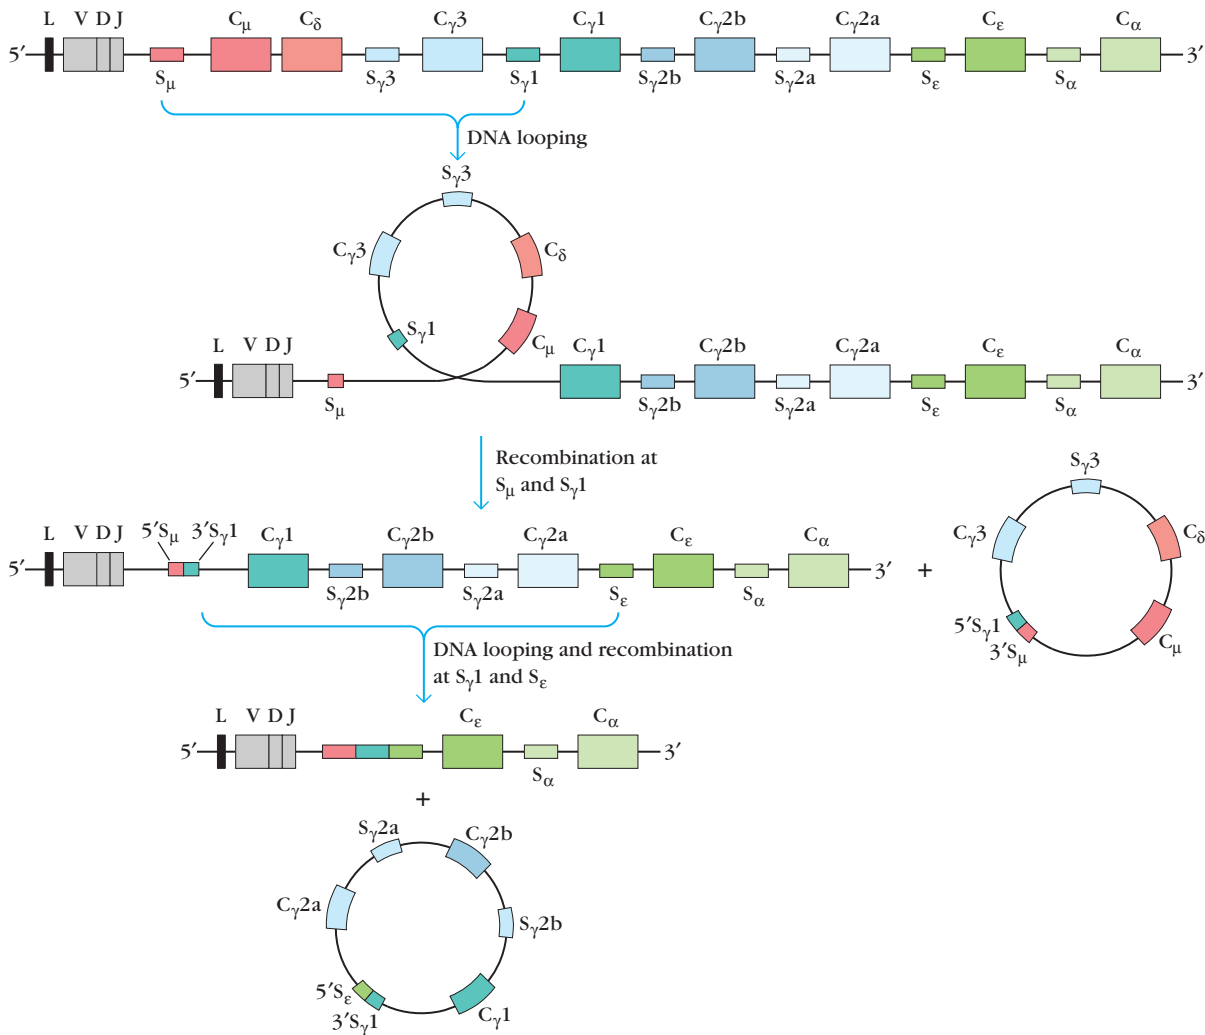 L V D J Cμ Cδ Cγ3 Cγ1 Cγ2b Cγ2a Cε Cα
5′ 3′
Sμ Sγ3 Sγ1 Sγ2b Sγ2a Sε Sα
DNA looping
Sγ3
Cγ3 Cδ
Sγ1 Cμ
L V D J Cγ1 Cγ2b Cγ2a Cε Cα
5′ 3′
Sμ Sγ2b Sγ2a Sε Sα
Recombination at
Sμ and Sγ1
L V D J 5′Sμ 3′Sγ1 Cγ1 Cγ2b Cγ2a Cε Cα
5′ 3′
Sγ2b Sγ2a Sε Sα
+
Sγ3
Cγ3 Cδ
5′Sγ1
3′Sμ Cμ
DNA looping and recombination
at Sγ1 and Sε
L V D J Cε Cα
5′ 3′
Sα
+
Sγ2a Cγ2b
Cγ2a Sγ2b
5′Sε
3′Sγ1 Cγ1